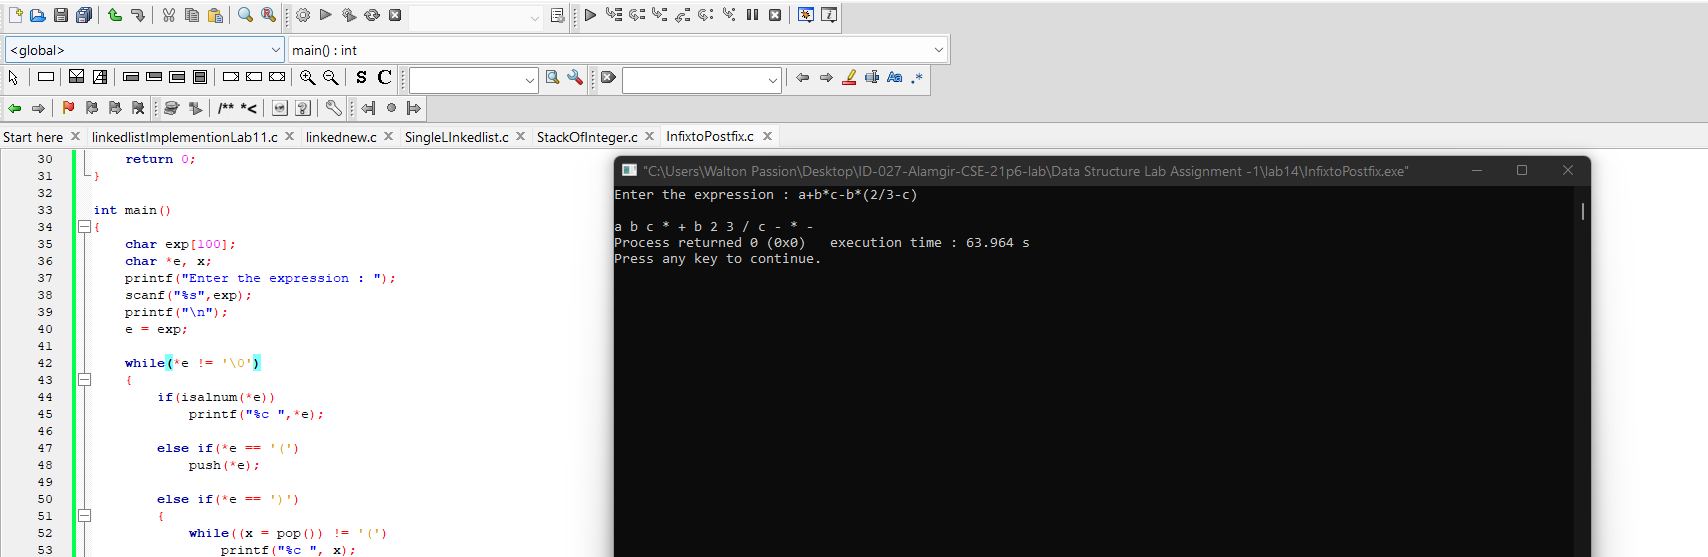 <global>
main() : int
S C
Aa .*
/** *<
Start here linkedlistImplementionLab11.c linkednew.c SingleLInkedlist.c StackOfInteger.c InfixtoPostfix.c
30 return 0;
31 }
32
33 int main()
34 {
35 char exp[100];
36 char *e, x;
37 printf("Enter the expression : ");
38 scanf("%s",exp);
39 printf("\n");
40 e = exp;
41
42 while(*e != '\0')
43 {
44 if(isalnum(*e))
45 printf("%c ",*e);
46
47 else if(*e == '(')
48 push(*e);
49
50 else if(*e == ')')
51 {
52 while((x = pop()) != '(')
53 printf("%c ", x);
"C:\Users\Walton Passion\Desktop\ID-027-Alamgir-CSE-21p6-lab\Data Structure Lab Assignment -1\lab14\InfixtoPostfix.exe"
Enter the expression : a+b*c-b*(2/3-c)
a b c * + b 2 3 / c - * -
Process returned 0 (0x0) execution time : 63.964 s
Press any key to continue.